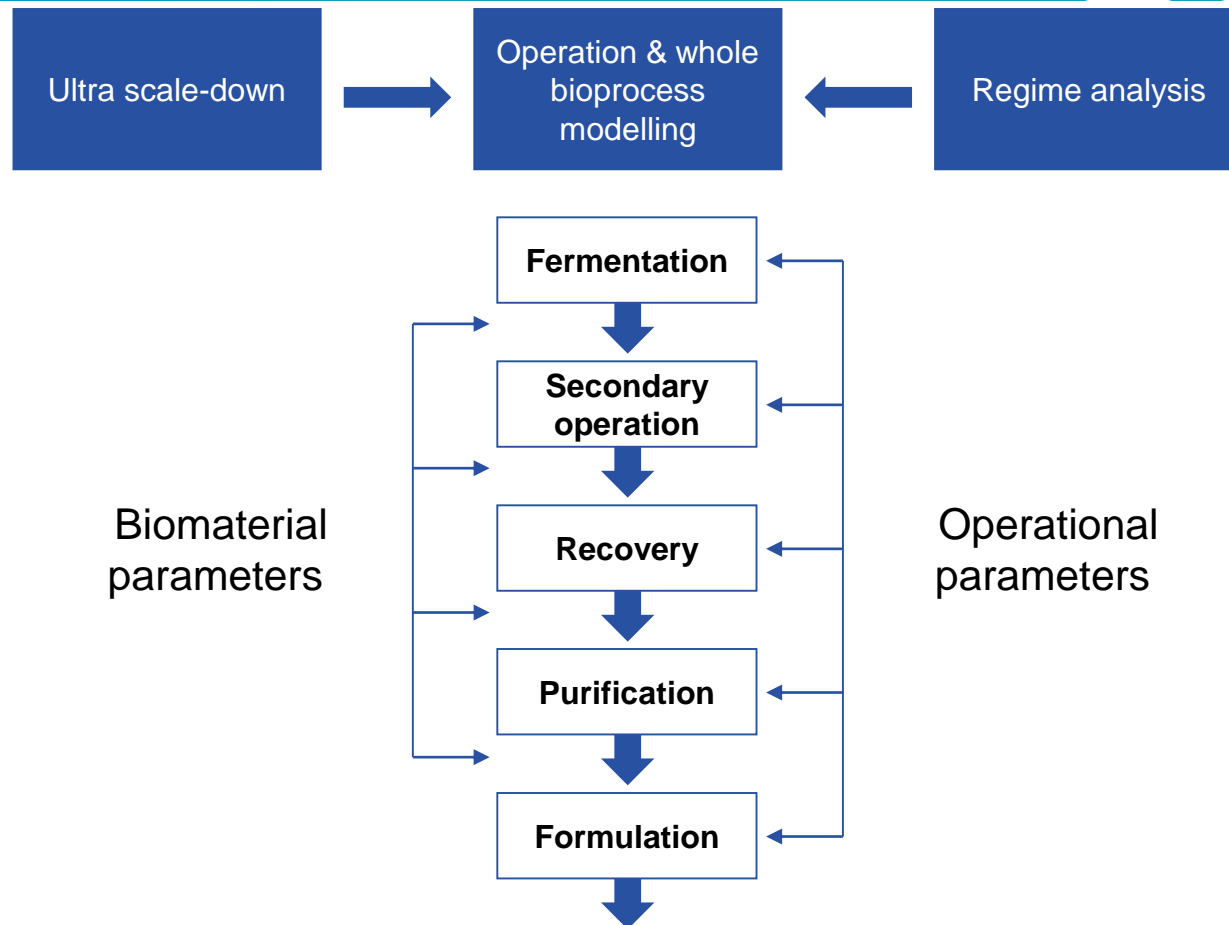 Ultra scale-down
Operation & whole
bioprocess
modelling
Regime analysis
Fermentation
Secondary
operation
Recovery
Purification
Formulation
Biomaterial
parameters
Operational
parameters